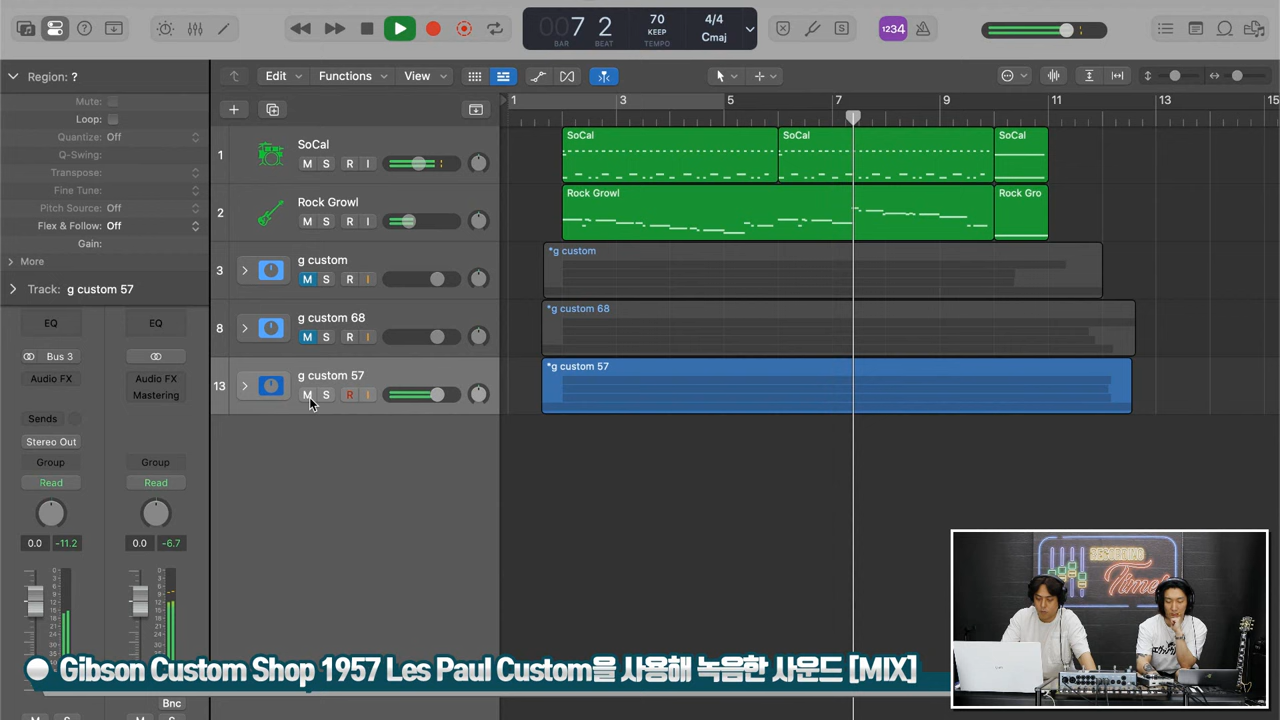 007 2
BAR BEAT
70
KEEP
TEMPO
4/4
Cmaj
1234
Region: ?
Mute:
Loop:
Quantize: Off
Q-Swing:
Transpose:
Fine Tune:
Pitch Source: Off
Flex & Follow: Off
Gain:
More
Track: g custom 57
EQ EQ
Bus 3
Audio FX Audio FX
Mastering
Sends
Stereo Out
Group Group
Read Read
0.0 -11.2 0.0 -6.7
Bnc
M S M S
Edit Functions View
1 3 5 7 9 11 13 15
1 SoCal
M S R I
2 Rock Growl
M S R I
3 g custom
M S R I
8 g custom 68
M S R I
13 g custom 57
M S R I
SoCal SoCal SoCal
Rock Growl Rock Gro
*g custom
*g custom 68
*g custom 57
RECORDING
Time
Gibson Custom Shop 1957 Les Paul Custom을 사용해 녹음한 사운드 [MIX]